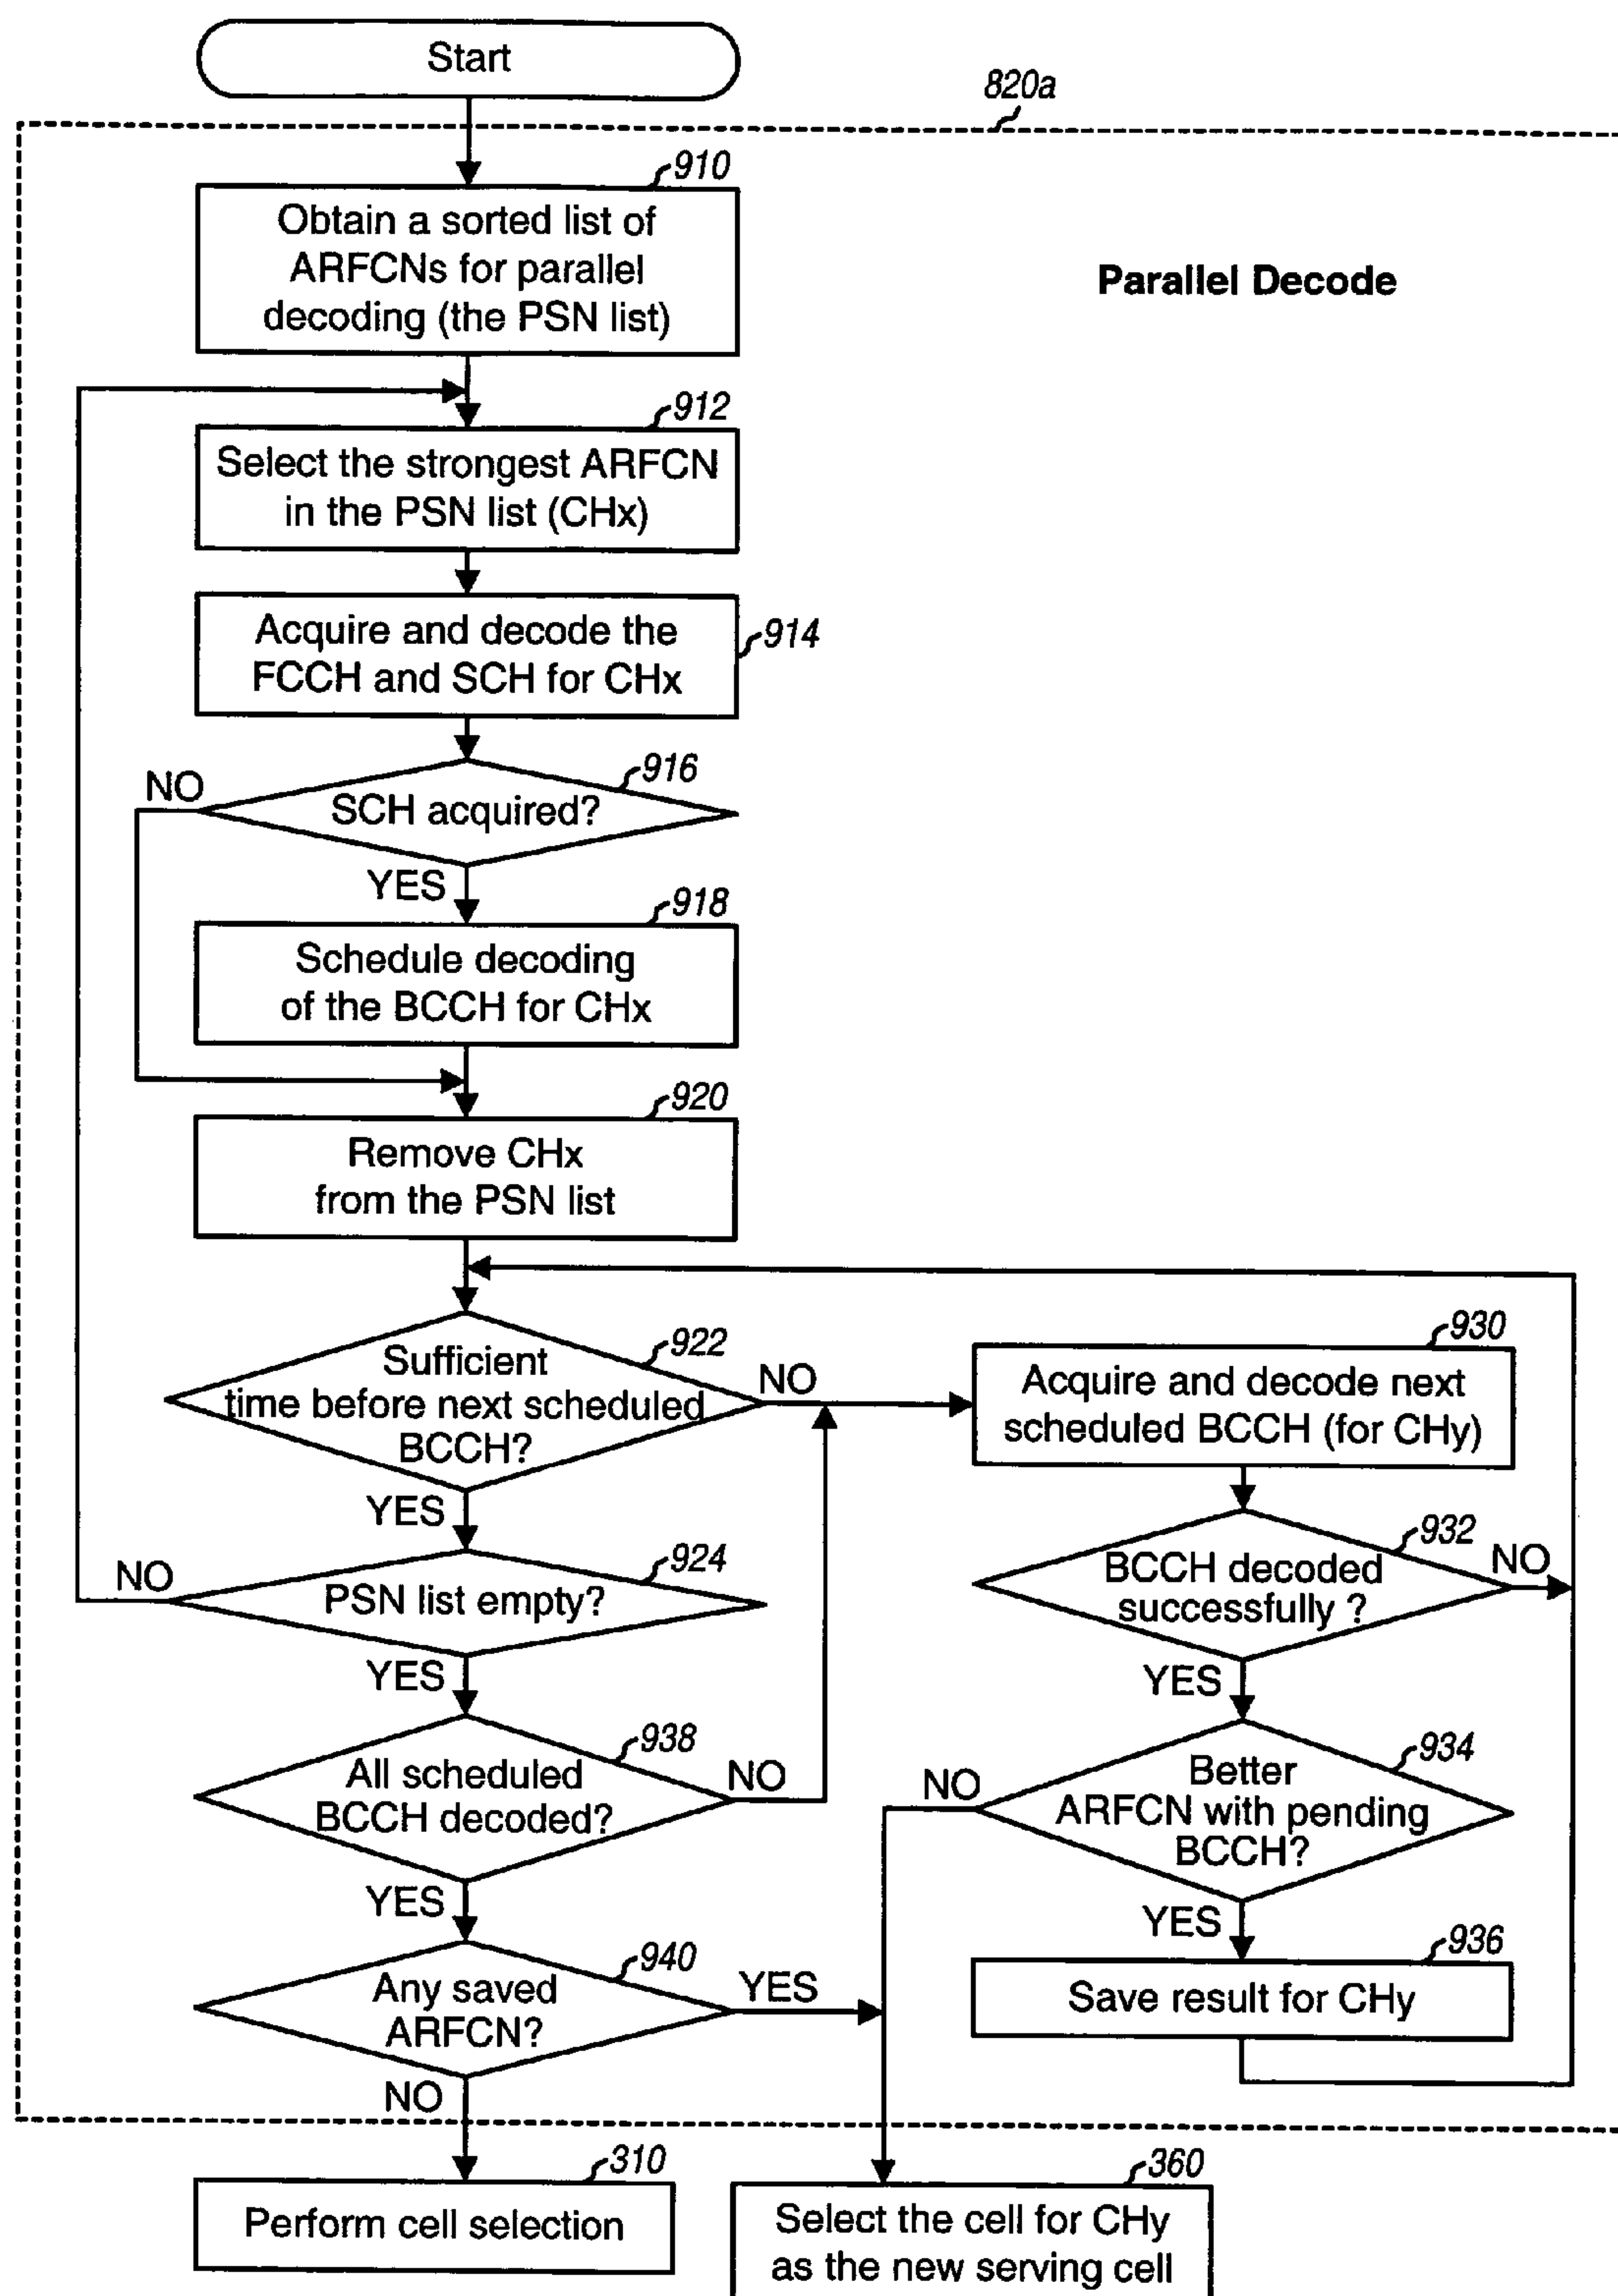 Start
820a
910
Obtain a sorted list of
ARFCNs for parallel
decoding (the PSN list)
Parallel Decode
912
Select the strongest ARFCN
in the PSN list (CHx)
Acquire and decode the
FCCH and SCH for CHx
914
916
NO
SCH acquired?
YES
918
Schedule decoding
of the BCCH for CHx
920
Remove CHx
from the PSN list
922
Sufficient
time before next scheduled
BCCH?
NO
YES
924
NO
PSN list empty?
YES
938
All scheduled
BCCH decoded?
NO
YES
940
Any saved
ARFCN?
YES
NO
930
Acquire and decode next
scheduled BCCH (for CHy)
932
BCCH decoded
successfully ?
NO
YES
934
NO
Better
ARFCN with pending
BCCH?
YES
936
Save result for CHy
310
Perform cell selection
360
Select the cell for CHy
as the new serving cell